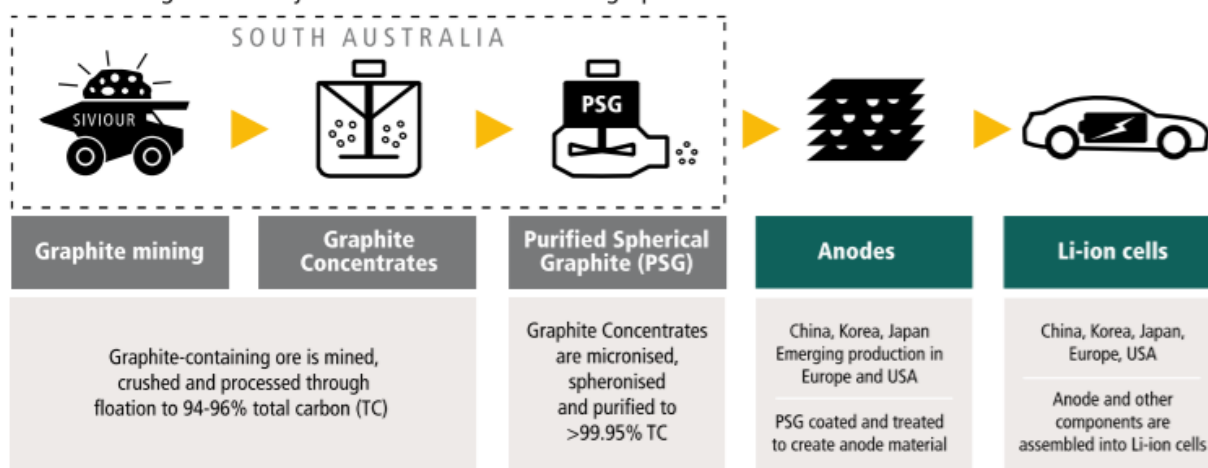 SOUTH AUSTRALIA
SIVIOUR
PSG
Graphite mining
Graphite
Concentrates
Purified Spherical
Graphite (PSG)
Anodes
Li-ion cells
Graphite-containing ore is mined,
crushed and processed through
floation to 94-96% total carbon (TC)
Graphite Concentrates
are micronised,
spheronised
and purified to
>99.95% TC
China, Korea, Japan
Emerging production in
Europe and USA
PSG coated and treated
to create anode material
China, Korea, Japan,
Europe, USA
Anode and other
components are
assembled into Li-ion cells